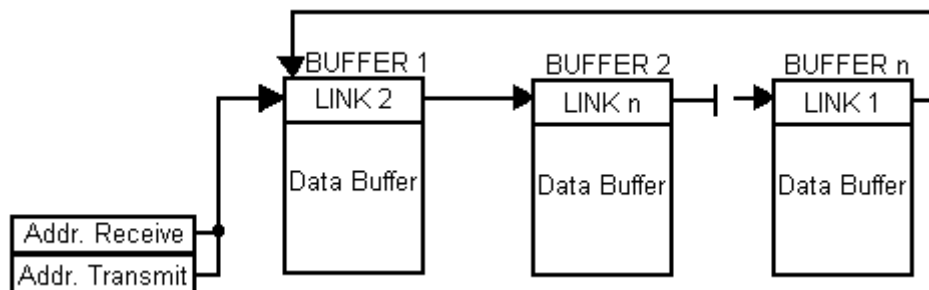 BUFFER 1
BUFFER 2
BUFFER n
LINK 2
LINK n
LINK 1
Data Buffer
Data Buffer
Data Buffer
Addr. Receive
Addr. Transmit